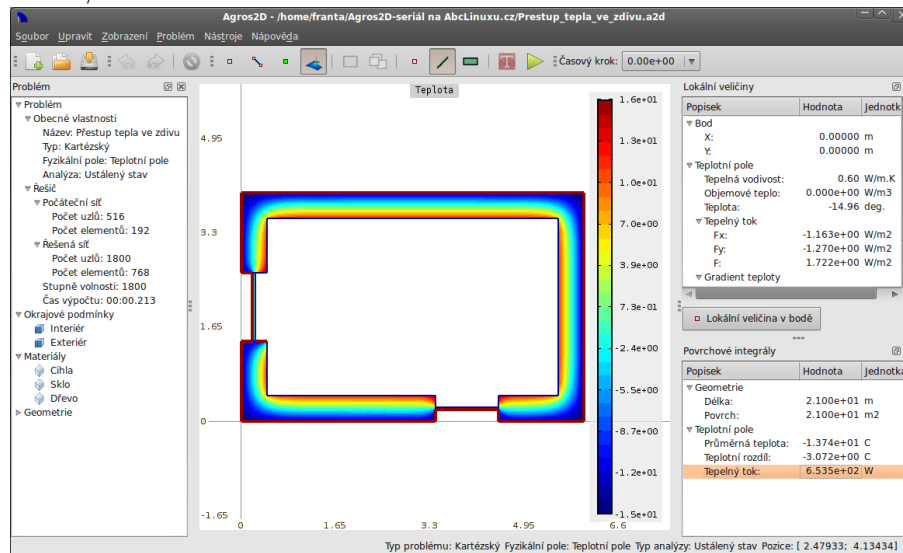 Agros2D - /home/franta/Agros2D-seriál na AbcLinuxu.cz/Prestup_tepla_ve_zdivu.a2d
Soubor Upravit Zobrazení Problém Nástroje Nápověda
Časový krok: 0.00e+00
Problém
Problém
Obecné vlastnosti
Název: Přestup tepla ve zdivu
Typ: Kartézský
Fyzikální pole: Teplotní pole
Analýza: Ustálený stav
Řešič
Počáteční síť
Počet uzlů: 516
Počet elementů: 192
Řešená síť
Počet uzlů: 1800
Počet elementů: 768
Stupně volnosti: 1800
Čas výpočtu: 00:00.213
Okrajové podmínky
Interiér
Exteriér
Materiály
Cihla
Sklo
Dřevo
Geometrie
Teplota
4.95
3.3
1.65
0
-1.65
0 1.65 3.3 4.95 6.6
1.6e+01
1.3e+01
1.0e+01
7.0e+00
3.9e+00
7.3e-01
-2.4e+00
-5.5e+00
-8.7e+00
-1.2e+01
-1.5e+01
Lokální veličiny
Popisek Hodnota Jednotk
Bod
X: 0.00000 m
Y: 0.00000 m
Teplotní pole
Tepelná vodivost: 0.60 W/m.K
Objemové teplo: 0.000e+00 W/m3
Teplota: -14.96 deg.
Tepelný tok
Fx: -1.163e+00 W/m2
Fy: -1.270e+00 W/m2
F: 1.722e+00 W/m2
Gradient teploty
Lokální veličina v bodě
Povrchové integrály
Popisek Hodnota Jednotka
Geometrie
Délka: 2.100e+01 m
Povrch: 2.100e+01 m2
Teplotní pole
Průměrná teplota: -1.374e+01 C
Teplotní rozdíl: -3.072e+00 C
Tepelný tok: 6.535e+02 W
Typ problému: Kartézský Fyzikální pole: Teplotní pole Typ analýzy: Ustálený stav Pozice: [ 2.47933; 4.13434]